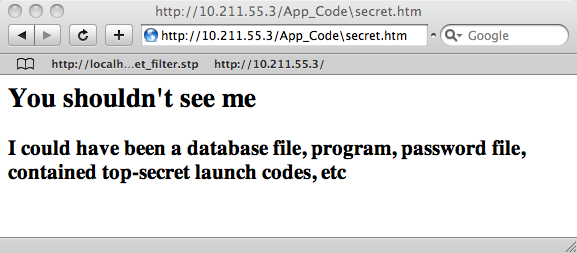 http://10.211.55.3/App_Code\secret.htm
http://10.211.55.3/App_Code\secret.htm
Google
http://localh...et_filter.stp http://10.211.55.3/
You shouldn't see me
I could have been a database file, program, password file,
contained top-secret launch codes, etc